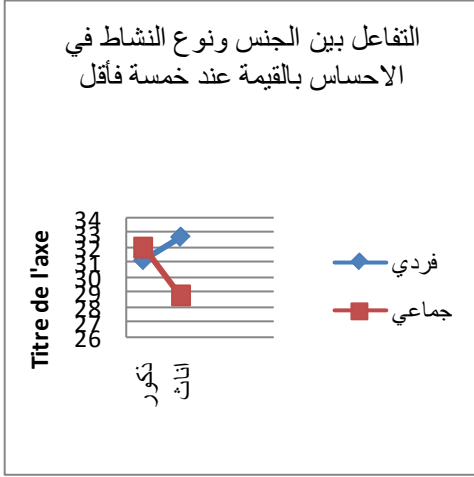 التفاعل بين الجنس ونوع النشاط في
الاحساس بالقيمة عند خمسة فأقل
Titre de l'axe
34
33
32
31
30
29
28
27
26
ذكور
اناث
فردي
جماعي